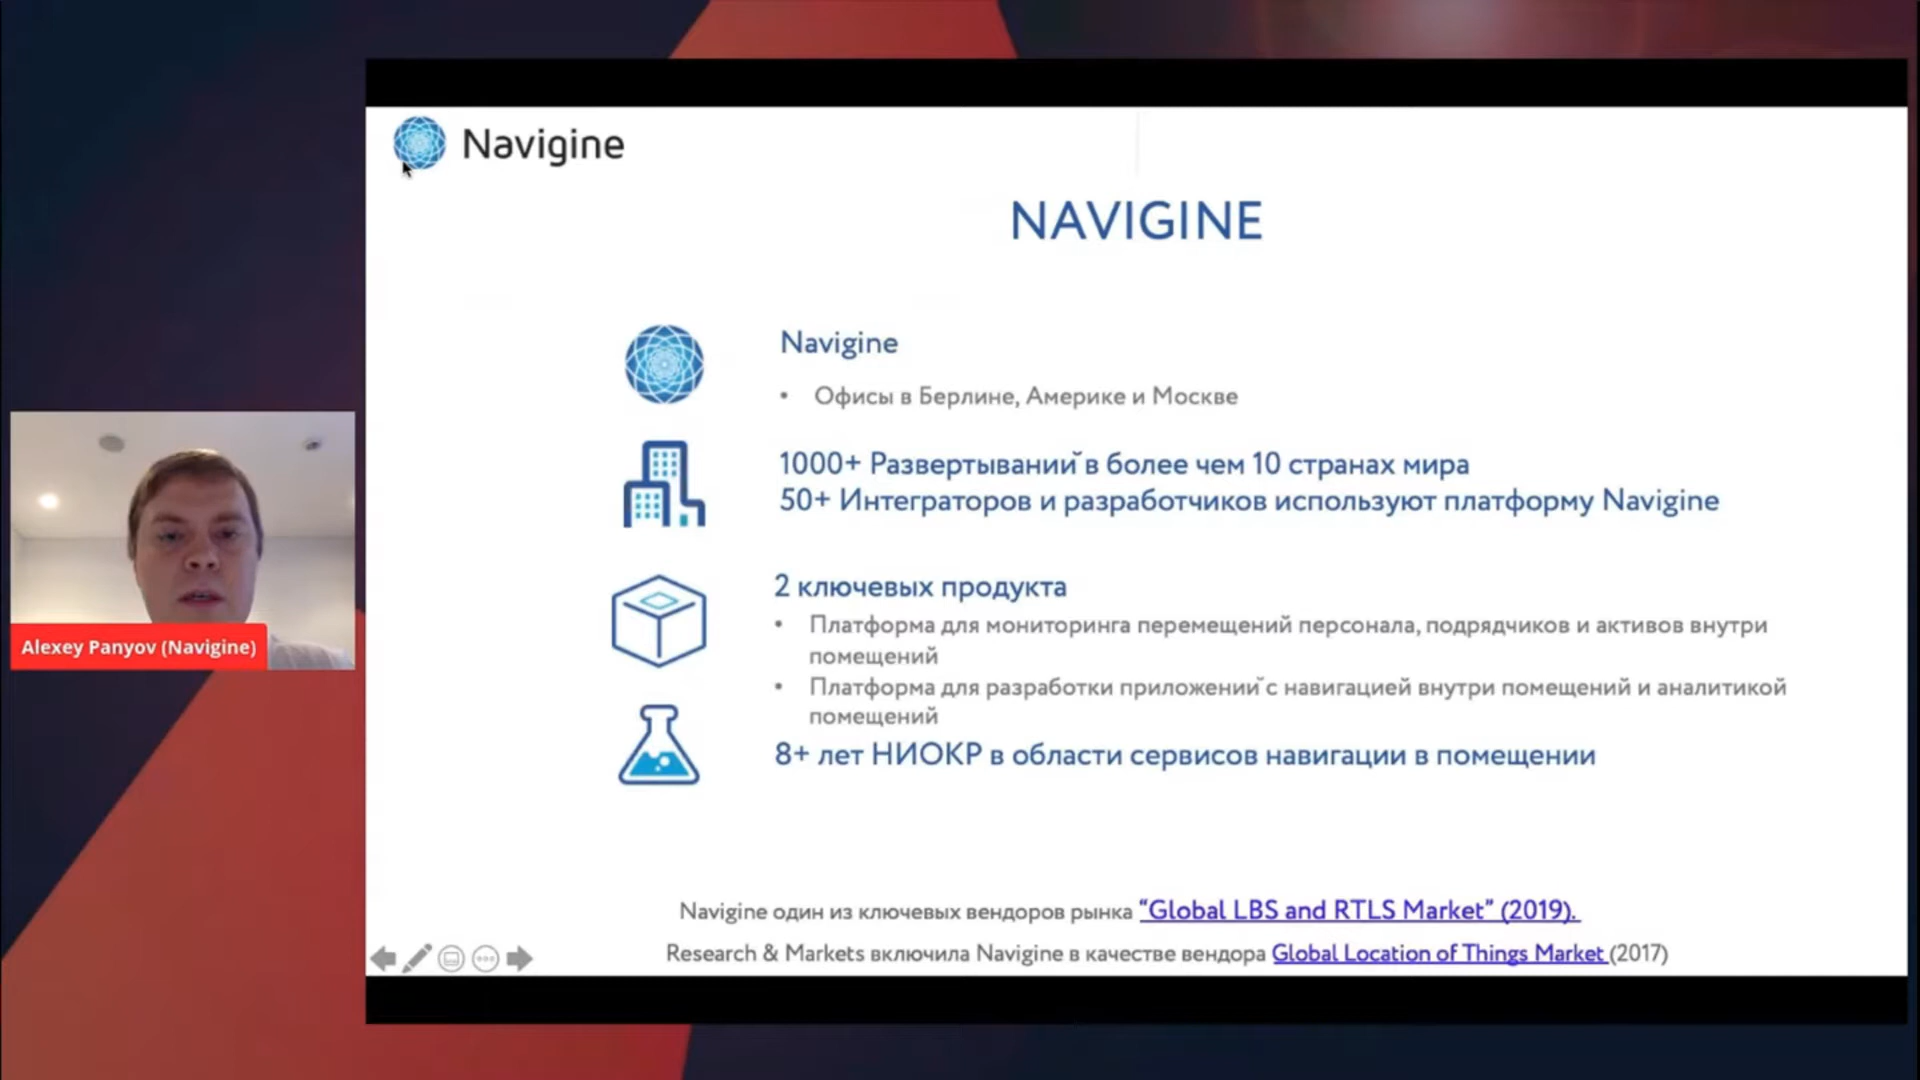 Navigine
NAVIGINE
Navigine
• Офисы в Берлине, Америке и Москве
1000+ Развертываний в более чем 10 странах мира
50+ Интеграторов и разработчиков используют платформу Navigine
2 ключевых продукта
• Платформа для мониторинга перемещений персонала, подрядчиков и активов внутри
помещений
• Платформа для разработки приложений с навигацией внутри помещений и аналитикой
помещений
8+ лет НИОКР в области сервисов навигации в помещении
Navigine один из ключевых вендоров рынка “Global LBS and RTLS Market” (2019).
Research & Markets включила Navigine в качестве вендора Global Location of Things Market (2017)
Alexey Panyov (Navigine)